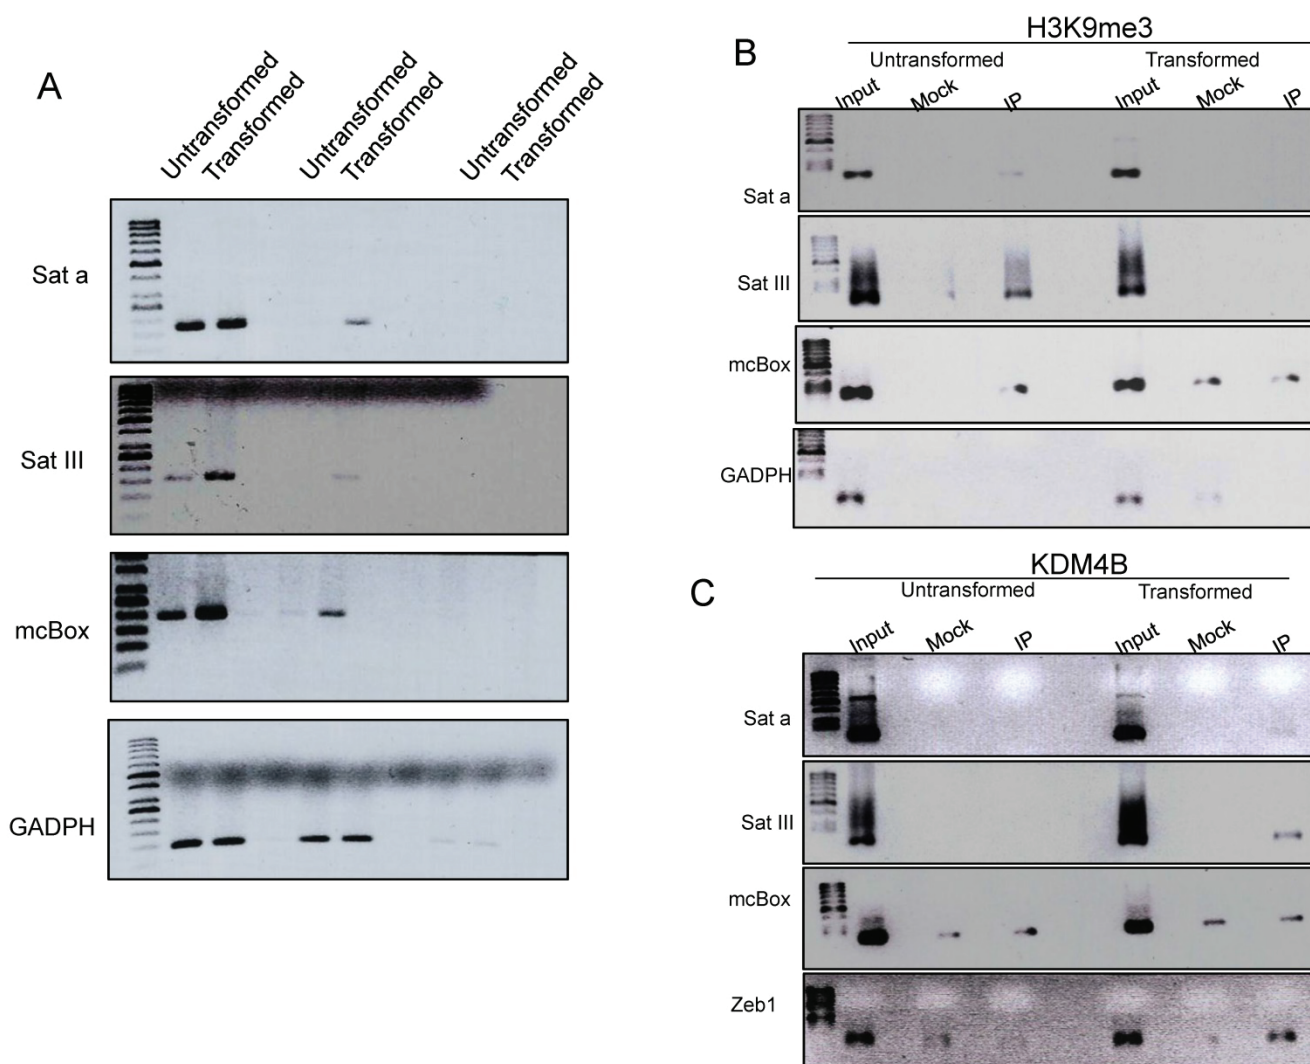 A
Untransformed
Transformed
Untransformed
Transformed
Untransformed
Transformed
Sat a
Sat III
mcBox
GADPH
B
H3K9me3
Untransformed Transformed
Input Mock IP Input Mock IP
Sat a
Sat III
mcBox
GADPH
C
KDM4B
Untransformed Transformed
Input Mock IP Input Mock IP
Sat a
Sat III
mcBox
Zeb1